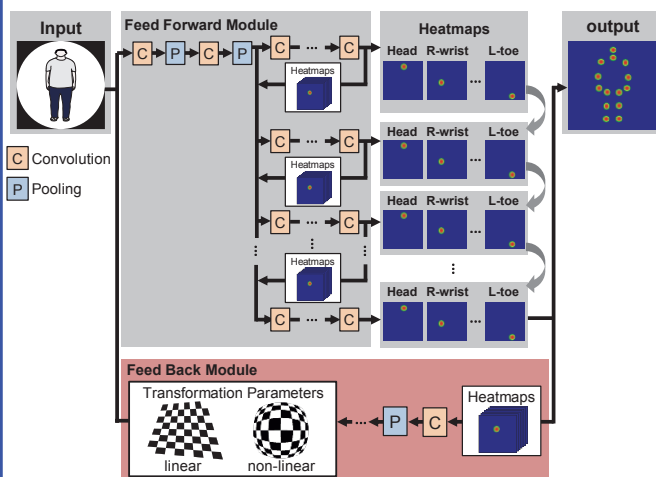 Input
Feed Forward Module
Heatmaps
output
C P C P C ... C
Head R-wrist L-toe
Heatmaps
...
C Convolution
P Pooling
C ... C
Head R-wrist L-toe
Heatmaps
...
C ... C
Head R-wrist L-toe
...
Heatmaps
...
C ... C
Head R-wrist L-toe
...
Feed Back Module
Transformation Parameters
Heatmaps
... P C
linear non-linear